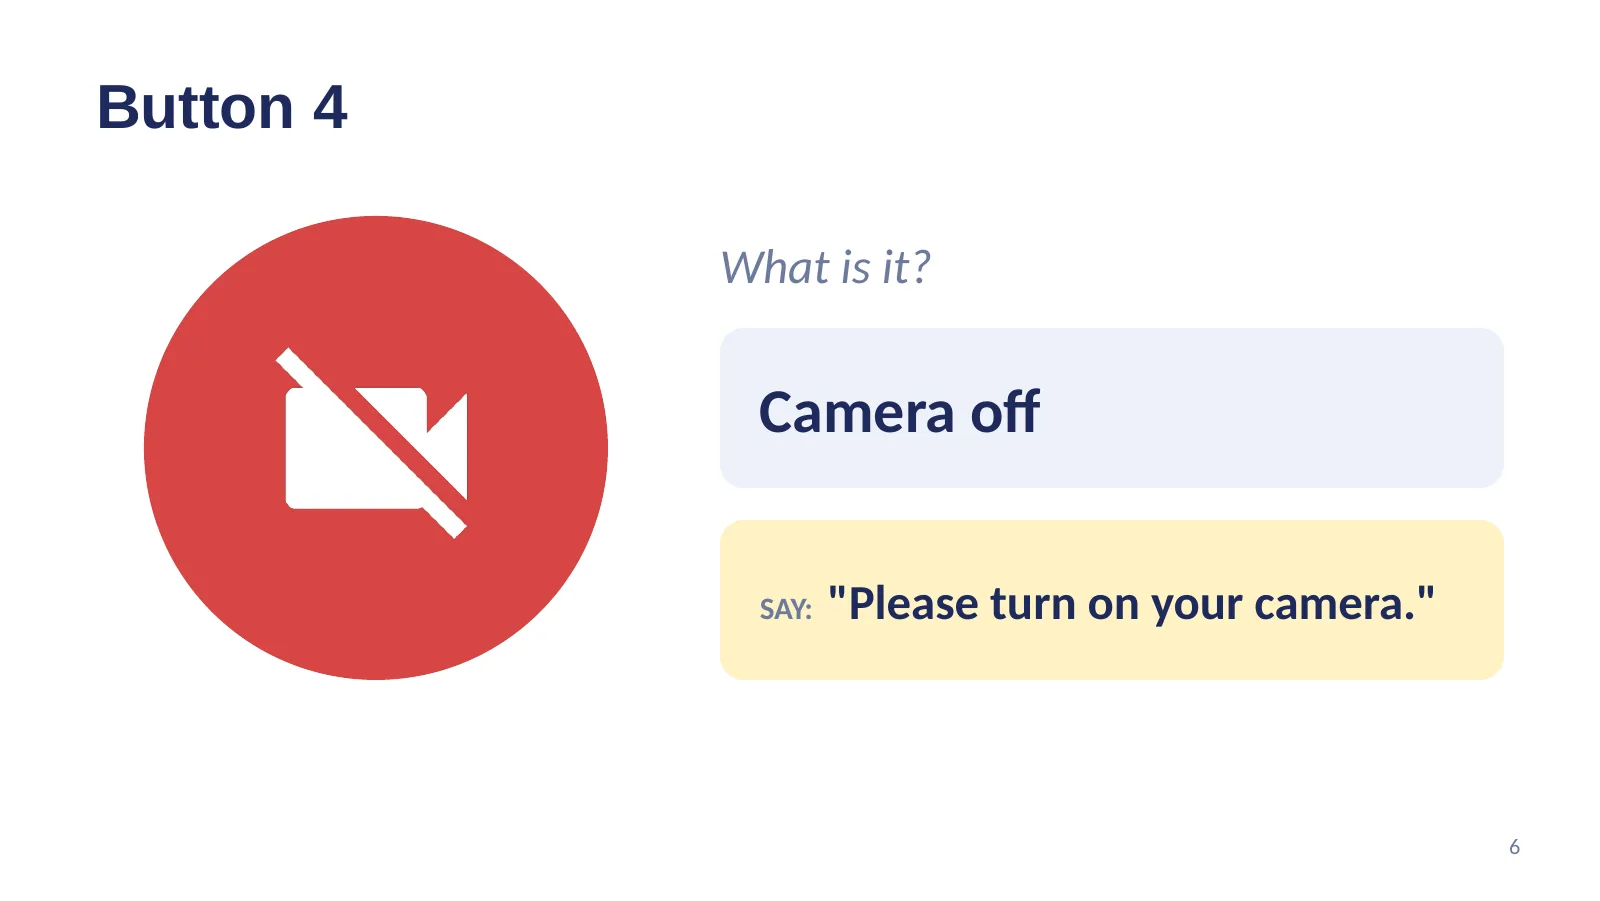 Button 4
What is it?
Camera off
SAY: "Please turn on your camera."
6